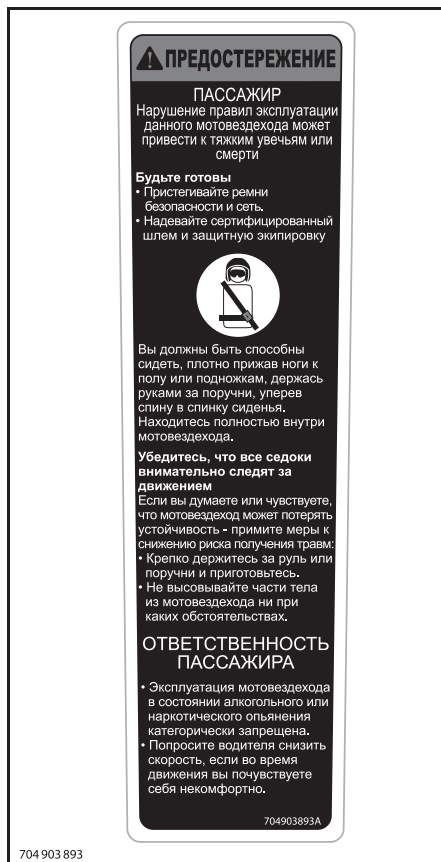 ПРЕДОСТЕРЕЖЕНИЕ
ПАССАЖИР
Нарушение правил эксплуатации
данного мотовездехода может
привести к тяжким увечьям или
смерти
Будьте готовы
• Пристегивайте ремни
безопасности и сеть.
• Надевайте сертифицированный
шлем и защитную экипировку
Вы должны быть способны
сидеть, плотно прижав ноги к
полу или подножкам, держась
руками за поручни, уперев
спину в спинку сиденья.
Находитесь полностью внутри
мотовездехода.
Убедитесь, что все седоки
внимательно следят за
движением
Если вы думаете или чувствуете,
что мотовездеход может потерять
устойчивость - примите меры к
снижению риска получения травм:
• Крепко держитесь за руль или
поручни и приготовьтесь.
• Не высовывайте части тела
из мотовездехода ни при
каких обстоятельствах.
ОТВЕТСТВЕННОСТЬ
ПАССАЖИРА
• Эксплуатация мотовездехода
в состоянии алкогольного или
наркотического опьянения
категорически запрещена.
• Попросите водителя снизить
скорость, если во время
движения вы почувствуете
себя некомфортно.
704903893A
704 903 893